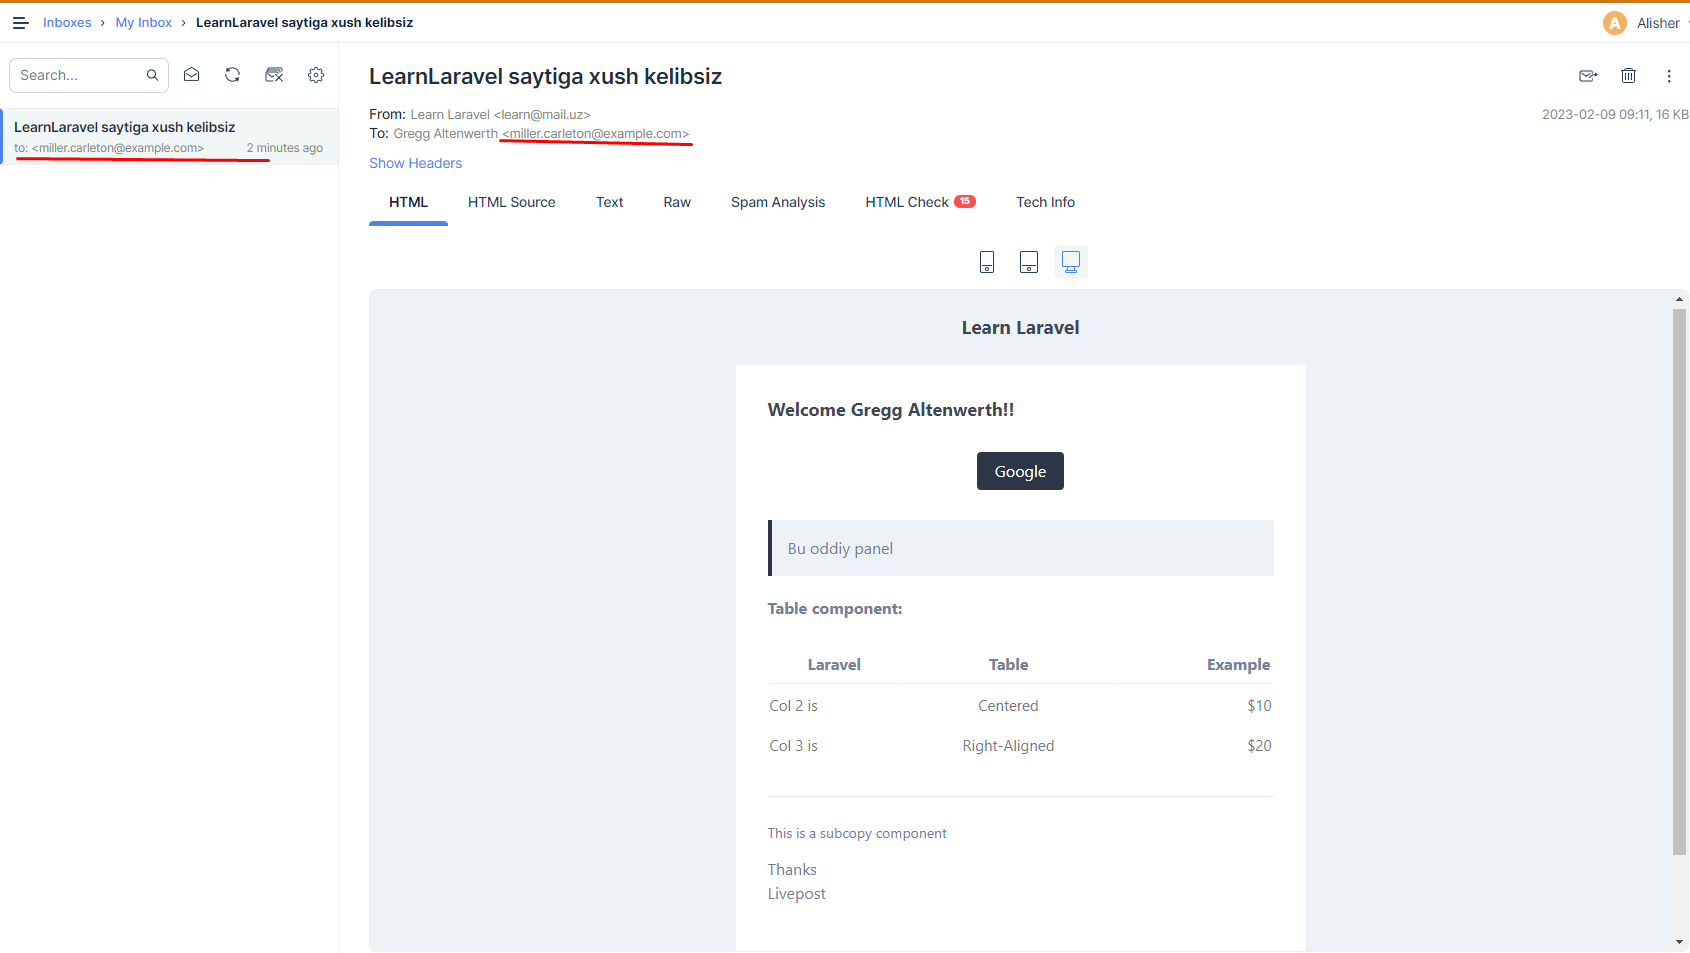 Inboxes › My Inbox › LearnLaravel saytiga xush kelibsiz
A Alisher
Search...
LearnLaravel saytiga xush kelibsiz
to: <miller.carleton@example.com> 2 minutes ago
LearnLaravel saytiga xush kelibsiz
From: Learn Laravel <learn@mail.uz>
2023-02-09 09:11, 16 KB
To: Gregg Altenwerth <miller.carleton@example.com>
Show Headers
HTML HTML Source Text Raw Spam Analysis HTML Check 15 Tech Info
Learn Laravel
Welcome Gregg Altenwerth!!
Google
Bu oddiy panel
Table component:
Laravel Table Example
Col 2 is Centered $10
Col 3 is Right-Aligned $20
This is a subcopy component
Thanks
Livepost